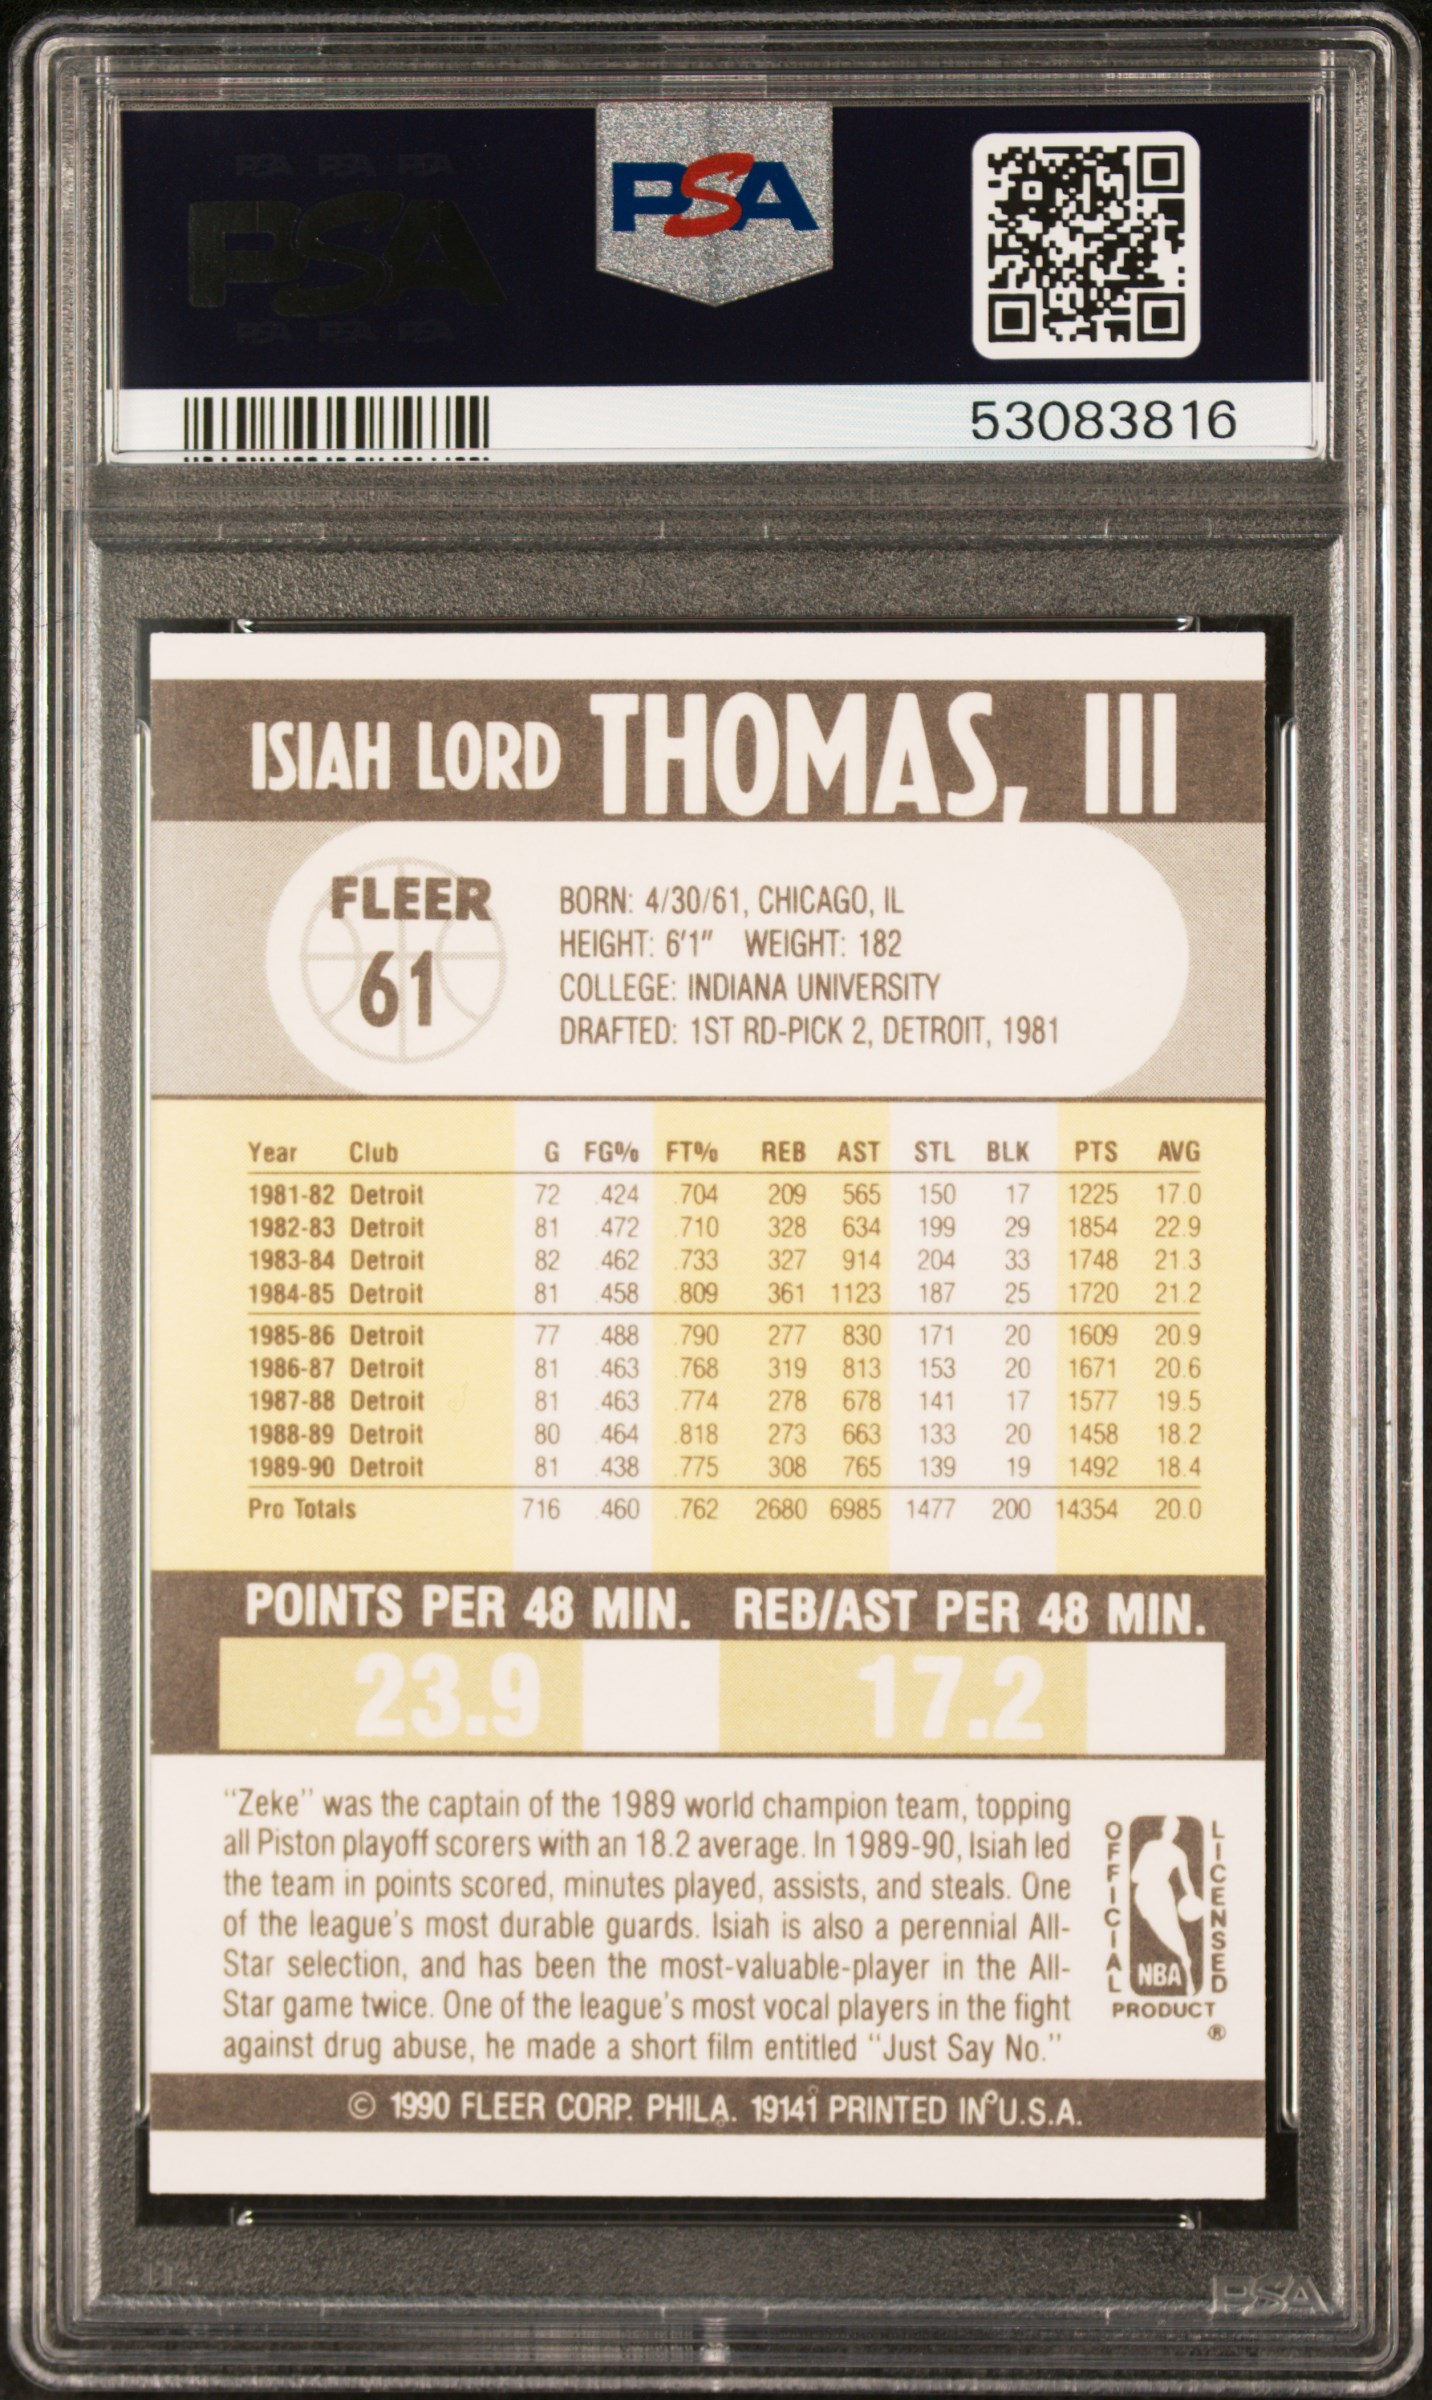 PSA PSA PSA
PSA
PSA PSA PSA
PSA
53083816
ISIAH LORD THOMAS, III
FLEER
61
BORN: 4/30/61, CHICAGO, IL
HEIGHT: 6'1" WEIGHT: 182
COLLEGE: INDIANA UNIVERSITY
DRAFTED: 1ST RD-PICK 2, DETROIT, 1981
Year Club G FG% FT% REB AST STL BLK PTS AVG
1981-82 Detroit 72 .424 .704 209 565 150 17 1225 17.0
1982-83 Detroit 81 .472 .710 328 634 199 29 1854 22.9
1983-84 Detroit 82 .462 .733 327 914 204 33 1748 21.3
1984-85 Detroit 81 .458 .809 361 1123 187 25 1720 21.2
1985-86 Detroit 77 .488 .790 277 830 171 20 1609 20.9
1986-87 Detroit 81 .463 .768 319 813 153 20 1671 20.6
1987-88 Detroit 81 .463 .774 278 678 141 17 1577 19.5
1988-89 Detroit 80 .464 .818 273 663 133 20 1458 18.2
1989-90 Detroit 81 .438 .775 308 765 139 19 1492 18.4
Pro Totals 716 .460 .762 2680 6985 1477 200 14354 20.0
POINTS PER 48 MIN. REB/AST PER 48 MIN.
23.9 17.2
"Zeke" was the captain of the 1989 world champion team, topping
all Piston playoff scorers with an 18.2 average. In 1989-90, Isiah led
the team in points scored, minutes played, assists, and steals. One
of the league's most durable guards. Isiah is also a perennial All-
Star selection, and has been the most-valuable-player in the All-
Star game twice. One of the league's most vocal players in the fight
against drug abuse, he made a short film entitled "Just Say No."
OFFICIAL
NBA
LICENSED
PRODUCT
®
© 1990 FLEER CORP. PHILA. 19141 PRINTED IN U.S.A.
PSA